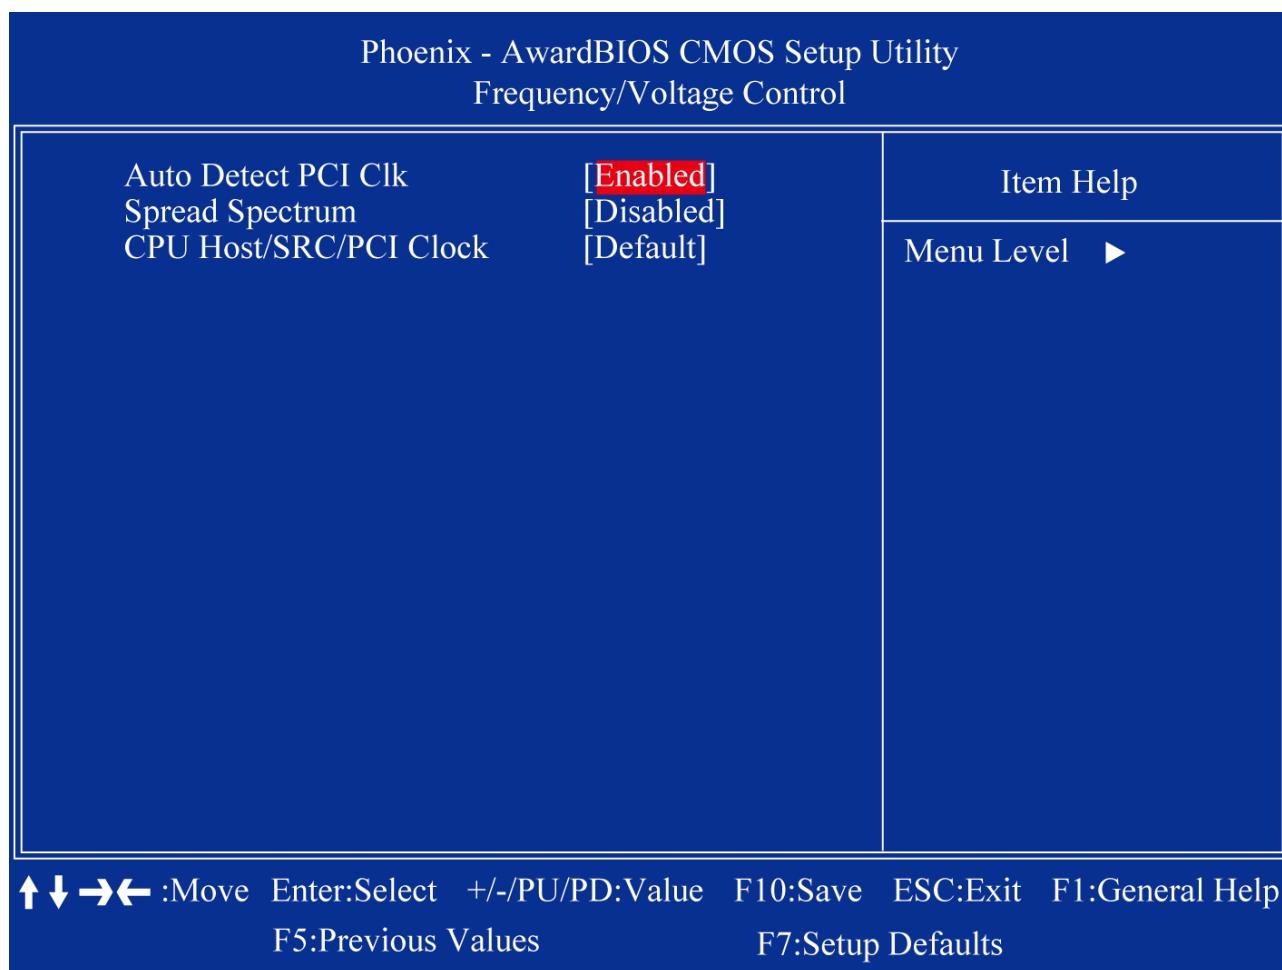 Phoenix - AwardBIOS CMOS Setup Utility
Frequency/Voltage Control
Auto Detect PCI Clk [Enabled]
Spread Spectrum [Disabled]
CPU Host/SRC/PCI Clock [Default]
Item Help
Menu Level ▶
↑↓→← :Move Enter:Select +/-/PU/PD:Value F10:Save ESC:Exit F1:General Help
F5:Previous Values F7:Setup Defaults